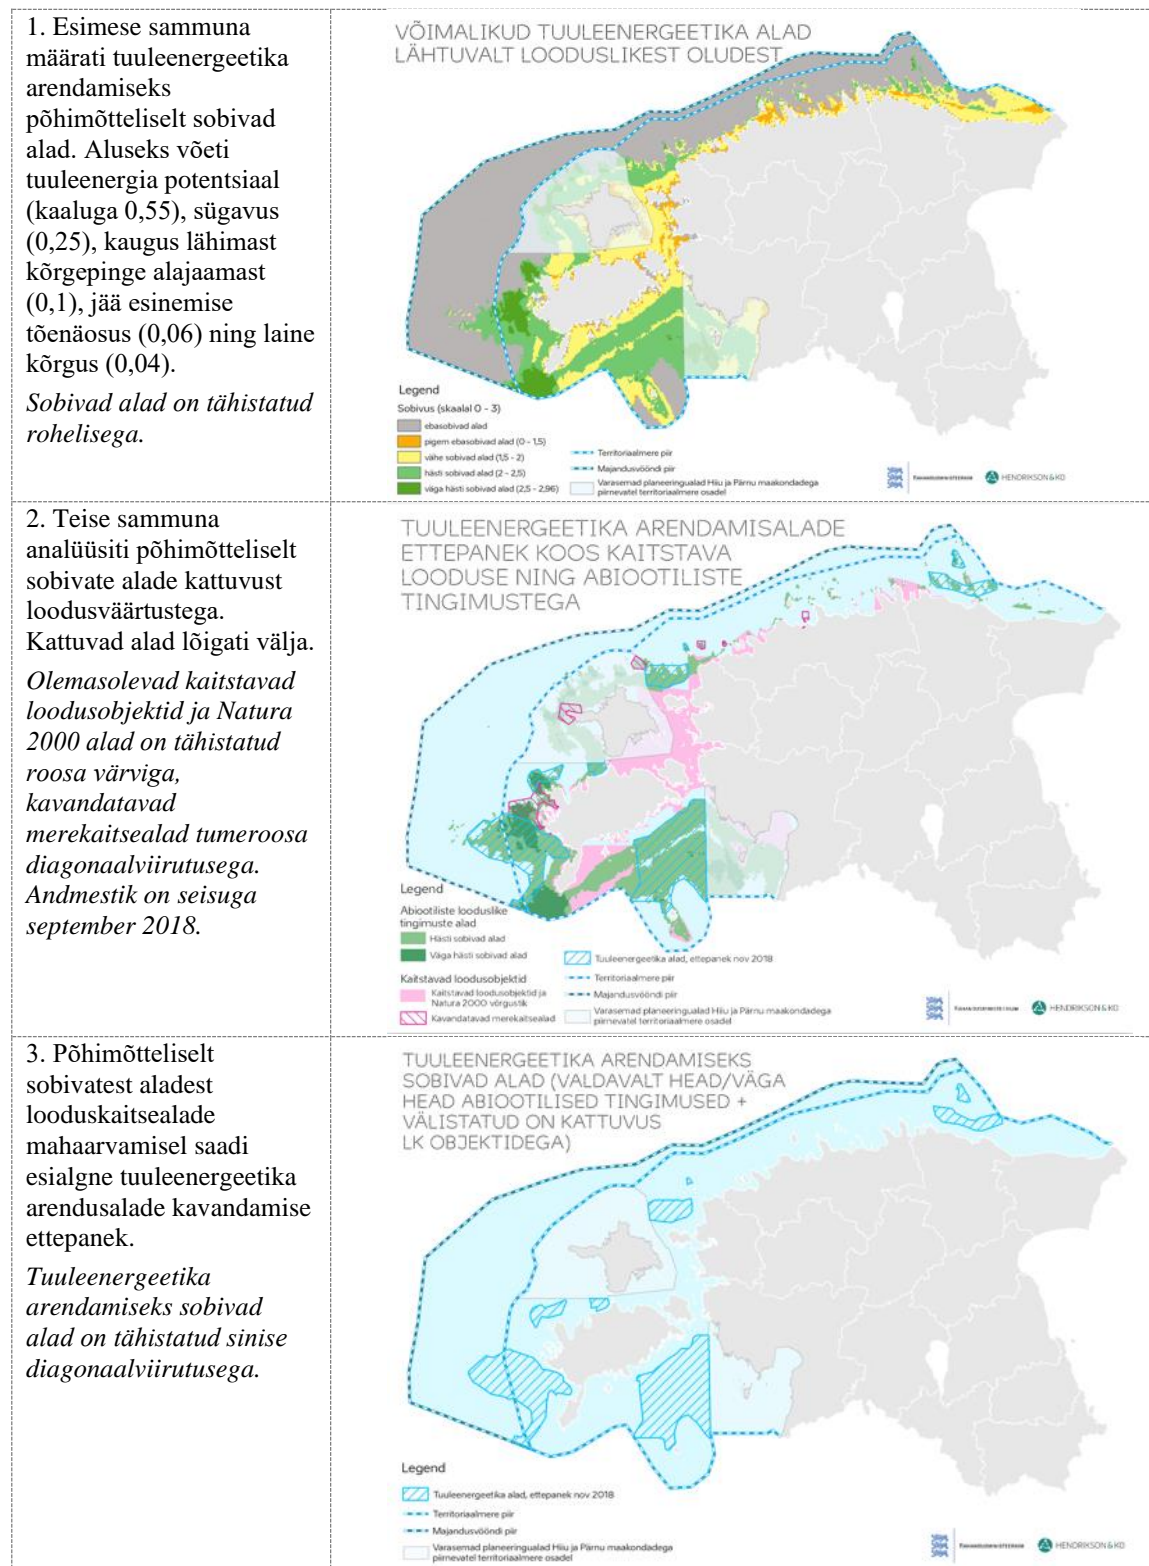 1. Esimese sammuna
määrati tuuleenergeetika
arendamiseks
põhimõtteliselt sobivad
alad. Aluseks võeti
tuuleenergia potentsiaal
(kaaluga 0,55), sügavus
(0,25), kaugus lähimast
kõrgepinge alajaamast
(0,1), jää esinemise
tõenäosus (0,06) ning laine
kõrgus (0,04).
Sobivad alad on tähistatud
rohelisega.
VÕIMALIKUD TUULEENERGEETIKA ALAD
LÄHTUVALT LOODUSLIKEST OLUDEST
Legend
Sobivus (skaalal 0 - 3)
ebasobivad alad
pigem ebasobivad alad (0 - 1,5)
vähe sobivad alad (1,5 - 2)
hästi sobivad alad (2 - 2,5)
väga hästi sobivad alad (2,5 - 2,96)
Territoriaalmere piir
Majandusvööndi piir
Varasemad planeeringualad Hiiu ja Pärnu maakondadega
piirnevatel territoriaalmere osadel
HENDRIKSON & KO
2. Teise sammuna
analüüsiti põhimõtteliselt
sobivate alade kattuvust
loodusväärtustega.
Kattuvad alad lõigati välja.
Olemasolevad kaitstavad
loodusobjektid ja Natura
2000 alad on tähistatud
roosa värviga,
kavandatavad
merekaitsealad tumeroosa
diagonaalviirutusega.
Andmestik on seisuga
september 2018.
TUULEENERGEETIKA ARENDAMISALADE
ETTEPANEK KOOS KAITSTAVA
LOODUSE NING ABIOOTILISTE
TINGIMUSTEGA
Legend
Abiootiliste looduslike
tingimuste alad
Hästi sobivad alad
Väga hästi sobivad alad
Kaitstavad loodusobjektid
Kaitstavad loodusobjektid ja
Natura 2000 võrgustik
Kavandatavad merekaitsealad
Tuuleenergeetika alad, ettepanek nov 2018
Territoriaalmere piir
Majandusvööndi piir
Varasemad planeeringualad Hiiu ja Pärnu maakondadega
piirnevatel territoriaalmere osadel
HENDRIKSON & KO
3. Põhimõtteliselt
sobivatest aladest
looduskaitsealade
mahaarvamisel saadi
esialgne tuuleenergeetika
arendusalade kavandamise
ettepanek.
Tuuleenergeetika
arendamiseks sobivad
alad on tähistatud sinise
diagonaalviirutusega.
TUULEENERGEETIKA ARENDAMISEKS
SOBIVAD ALAD (VALDAVALT HEAD/VÄGA
HEAD ABIOOTILISED TINGIMUSED +
VÄLISTATUD ON KATTUVUS
LK OBJEKTIDEGA)
Legend
Tuuleenergeetika alad, ettepanek nov 2018
Territoriaalmere piir
Majandusvööndi piir
Varasemad planeeringualad Hiiu ja Pärnu maakondadega
piirnevatel territoriaalmere osadel
HENDRIKSON & KO